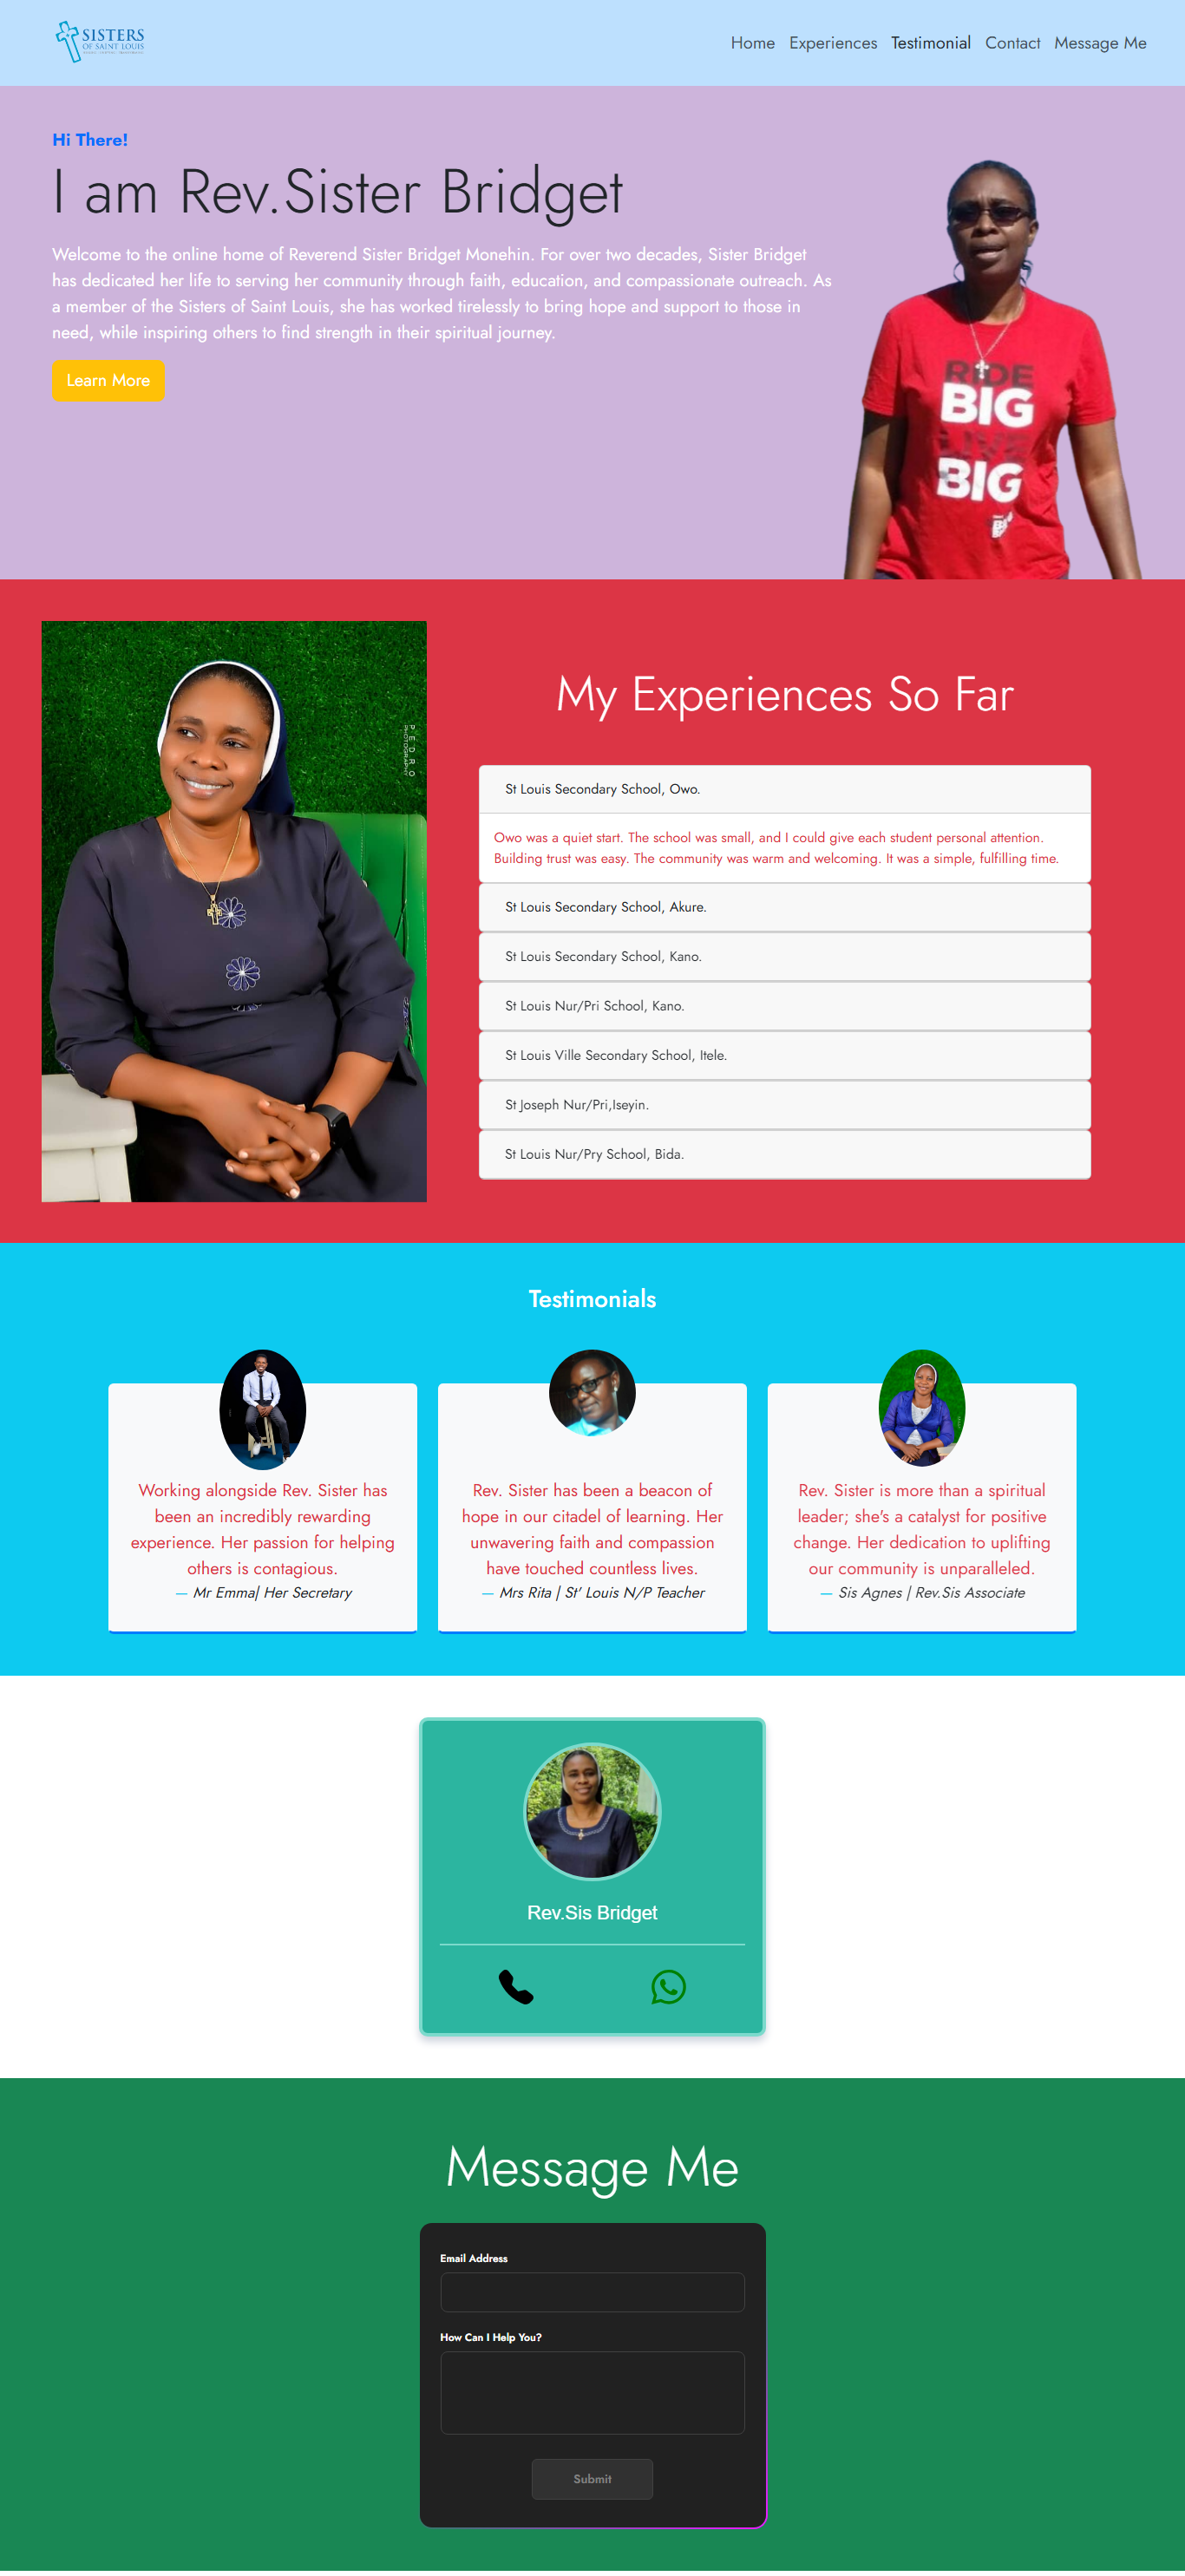 SISTERS
OF SAINT LOUIS
Home Experiences Testimonial Contact Message Me
Hi There!
I am Rev.Sister Bridget
Welcome to the online home of Reverend Sister Bridget Monehin. For over two decades, Sister Bridget
has dedicated her life to serving her community through faith, education, and compassionate outreach. As
a member of the Sisters of Saint Louis, she has worked tirelessly to bring hope and support to those in
need, while inspiring others to find strength in their spiritual journey.
Learn More
RIDE
BIG
LIVE
BIG
My Experiences So Far
PEDRO
PHOTOGRAPHY
St Louis Secondary School, Owo.
Owo was a quiet start. The school was small, and I could give each student personal attention.
Building trust was easy. The community was warm and welcoming. It was a simple, fulfilling time.
St Louis Secondary School, Akure.
St Louis Secondary School, Kano.
St Louis Nur/Pri School, Kano.
St Louis Ville Secondary School, Itele.
St Joseph Nur/Pri,Iseyin.
St Louis Nur/Pry School, Bida.
Testimonials
Working alongside Rev. Sister has
been an incredibly rewarding
experience. Her passion for helping
others is contagious.
— Mr Emma| Her Secretary
Rev. Sister has been a beacon of
hope in our citadel of learning. Her
unwavering faith and compassion
have touched countless lives.
— Mrs Rita | St' Louis N/P Teacher
Rev. Sister is more than a spiritual
leader; she's a catalyst for positive
change. Her dedication to uplifting
our community is unparalleled.
— Sis Agnes | Rev.Sis Associate
Rev.Sis Bridget
Message Me
Email Address
How Can I Help You?
Submit